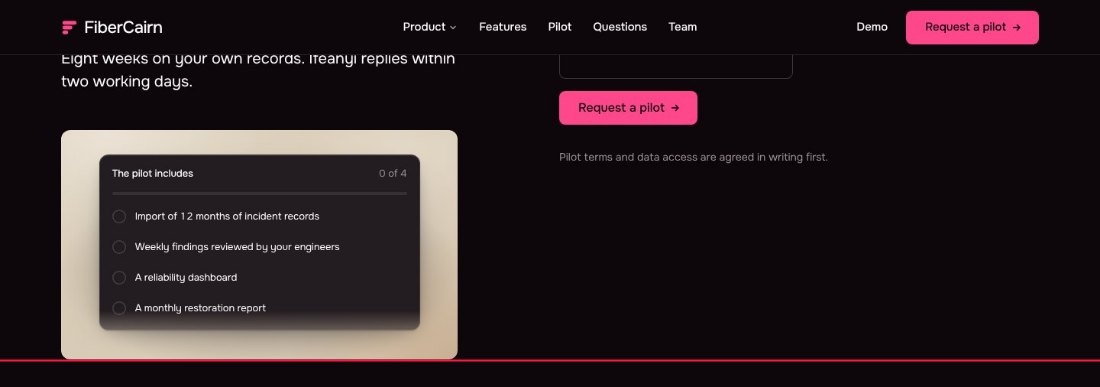 FiberCairn
Product
Features
Pilot
Questions
Team
Demo
Request a pilot →
Eight weeks on your own records. Ifeanyi replies within
two working days.
The pilot includes
0 of 4
Import of 12 months of incident records
Weekly findings reviewed by your engineers
A reliability dashboard
A monthly restoration report
Request a pilot →
Pilot terms and data access are agreed in writing first.